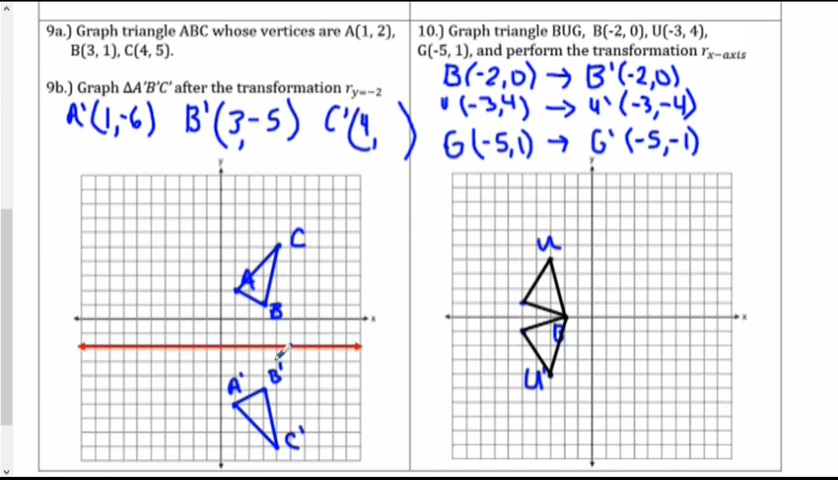 9a.) Graph triangle ABC whose vertices are A(1, 2),
B(3, 1), C(4, 5).
9b.) Graph ΔA'B'C' after the transformation r_{y=-2}
A'(1,-6) B'(3,-5) C'(4, )
y
C
A
B
x
A'
B'
C'
10.) Graph triangle BUG, B(-2, 0), U(-3, 4),
G(-5, 1), and perform the transformation r_{x-axis}
B(-2,0) → B'(-2,0)
U(-3,4) → U'(-3,-4)
G(-5,1) → G'(-5,-1)
y
U
x
B
U'